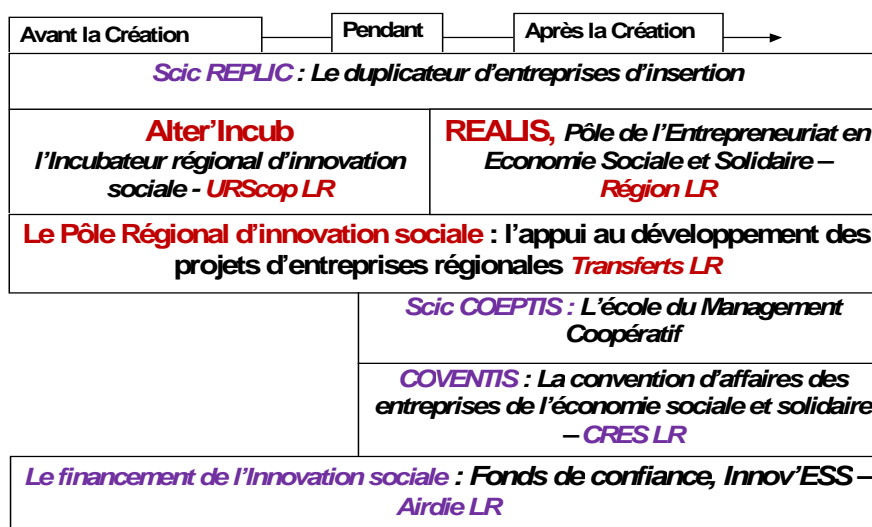 Avant la Création
Pendant
Après la Création
Scic REPLIC : Le duplicateur d'entreprises d'insertion
Alter'Incub
l'Incubateur régional d'innovation
sociale - URScop LR
REALIS, Pôle de l'Entrepreneuriat en
Economie Sociale et Solidaire –
Région LR
Le Pôle Régional d'innovation sociale : l'appui au développement des
projets d'entreprises régionales Transferts LR
Scic COEPTIS : L'école du Management
Coopératif
COVENTIS : La convention d'affaires des
entreprises de l'économie sociale et solidaire
– CRES LR
Le financement de l'Innovation sociale : Fonds de confiance, Innov'ESS –
Airdie LR